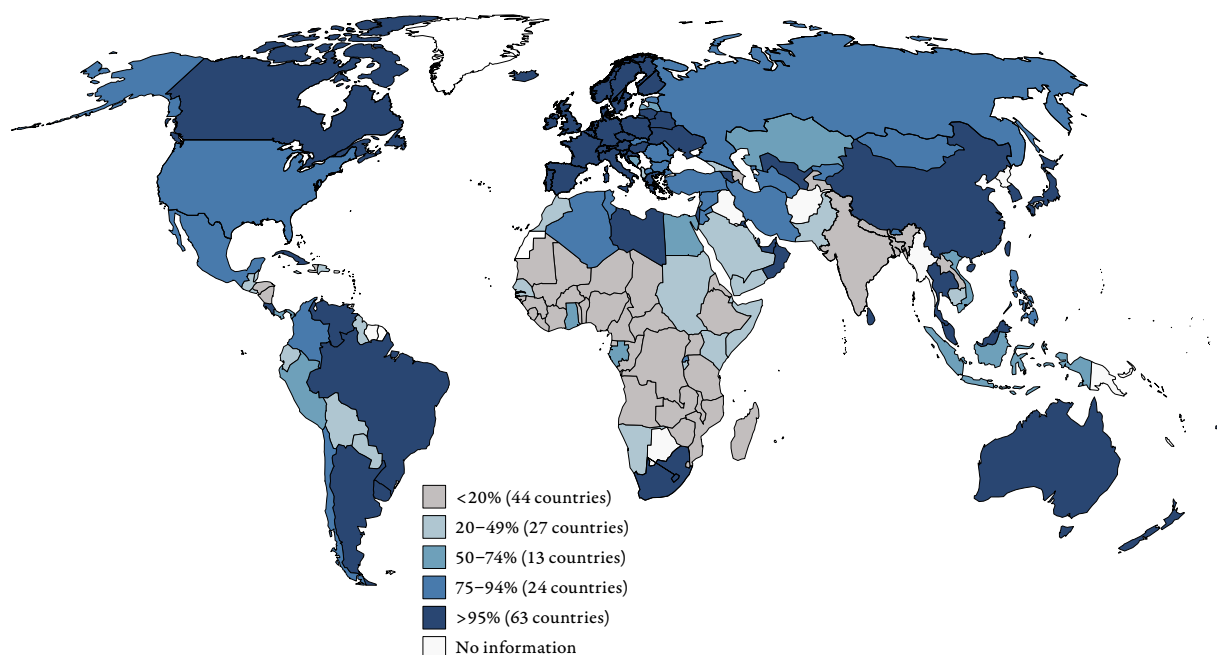 <20% (44 countries)
20–49% (27 countries)
50–74% (13 countries)
75–94% (24 countries)
>95% (63 countries)
No information